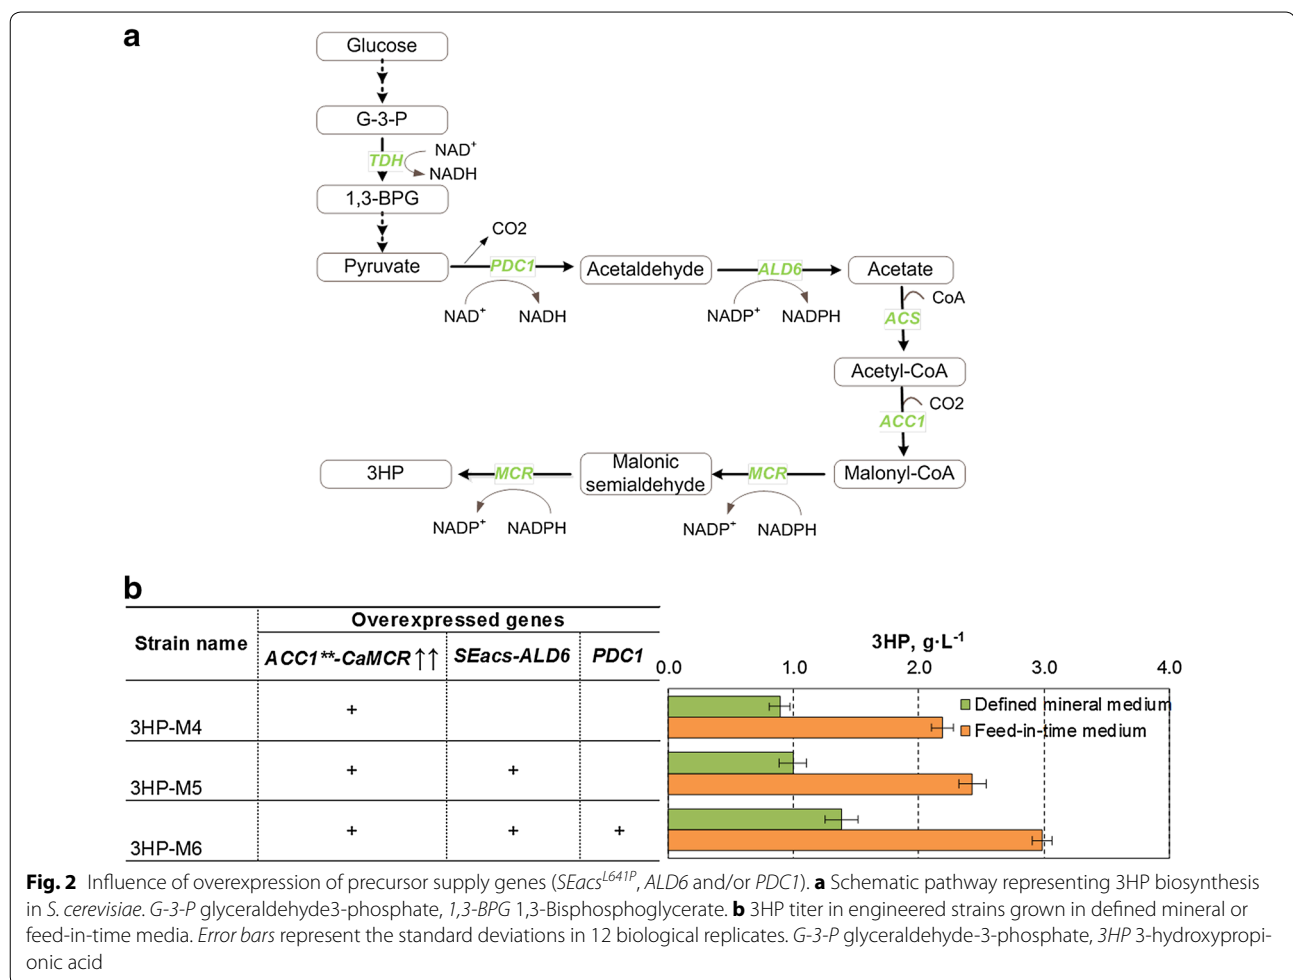 a
Glucose
G-3-P
TDH
NAD+
NADH
1,3-BPG
CO2
Pyruvate
PDC1
Acetaldehyde
ALD6
Acetate
NAD+
NADH
NADP+
NADPH
CoA
ACS
Acetyl-CoA
CO2
ACC1
3HP
MCR
Malonic
semialdehyde
MCR
Malonyl-CoA
NADP+
NADPH
NADP+
NADPH
b
Strain name
Overexpressed genes
ACC1**-CaMCR↑↑
SEacs-ALD6
PDC1
3HP, g·L-1
0.0 1.0 2.0 3.0 4.0
3HP-M4 +
3HP-M5 + +
3HP-M6 + + +
Defined mineral medium
Feed-in-time medium
Fig. 2 Influence of overexpression of precursor supply genes (SEacsL641P, ALD6 and/or PDC1). a Schematic pathway representing 3HP biosynthesis
in S. cerevisiae. G-3-P glyceraldehyde3-phosphate, 1,3-BPG 1,3-Bisphosphoglycerate. b 3HP titer in engineered strains grown in defined mineral or
feed-in-time media. Error bars represent the standard deviations in 12 biological replicates. G-3-P glyceraldehyde-3-phosphate, 3HP 3-hydroxypropi-
onic acid